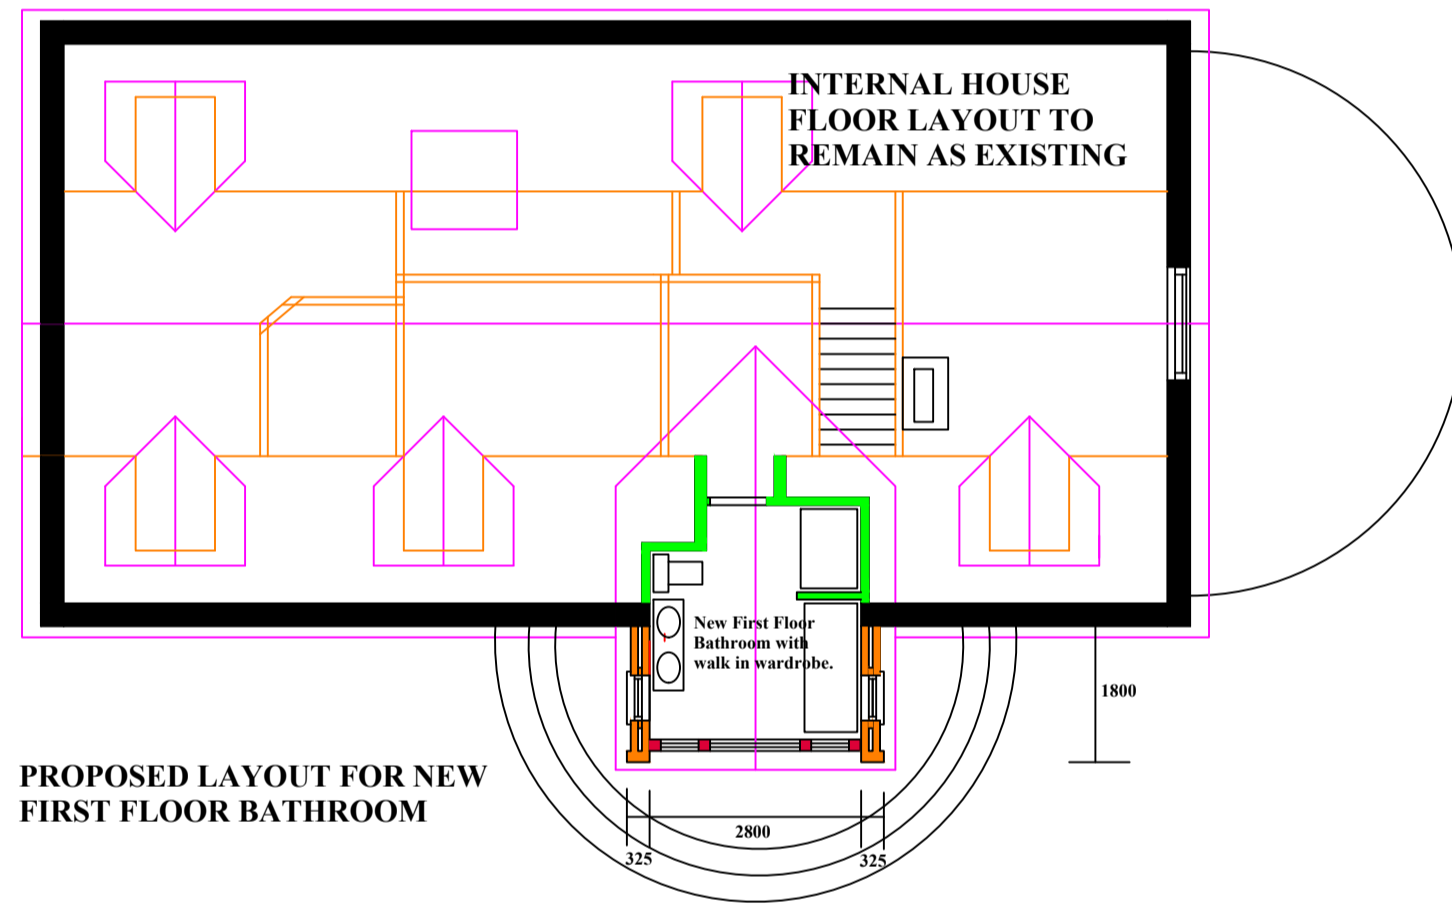 INTERNAL HOUSE
FLOOR LAYOUT TO
REMAIN AS EXISTING
New First Floor
Bathroom with
walk in wardrobe.
1800
PROPOSED LAYOUT FOR NEW
FIRST FLOOR BATHROOM
2800
325
325